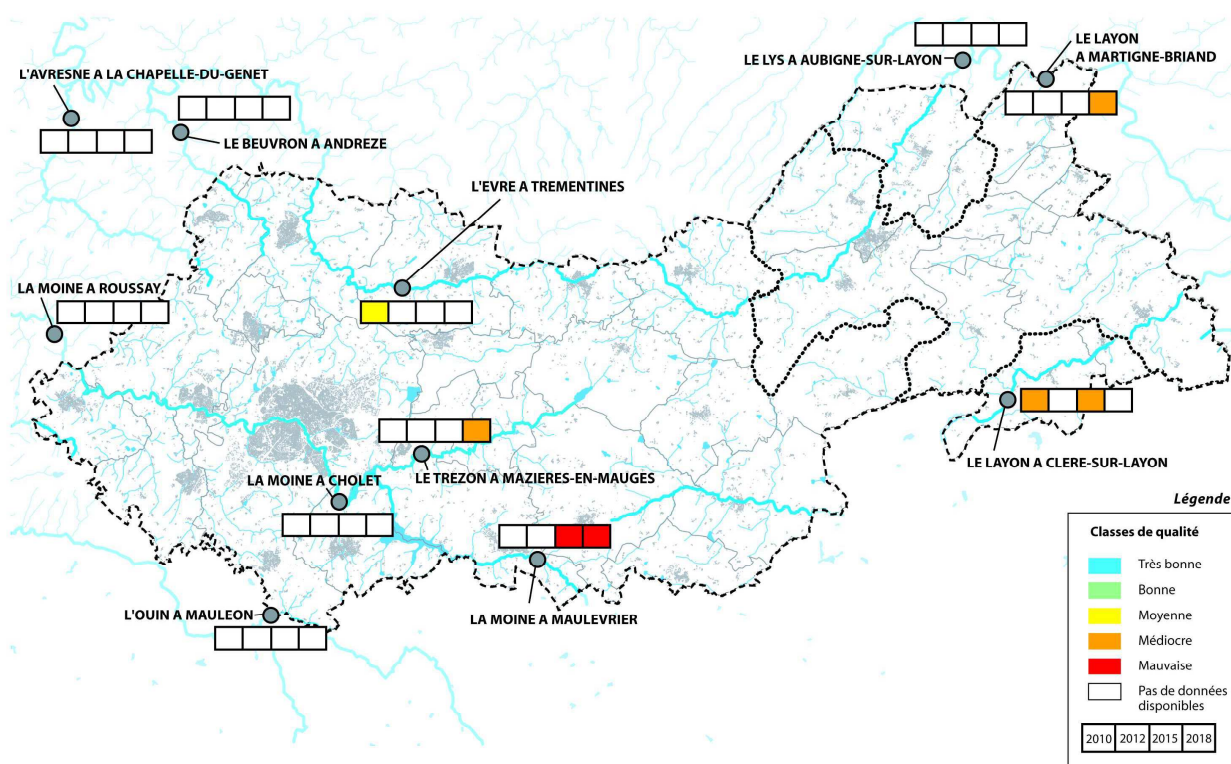 L'AVRESNE A LA CHAPELLE-DU-GENET
LE BEUVRON A ANDREZE
LE LYS A AUBIGNE-SUR-LAYON
LE LAYON
A MARTIGNE-BRIAND
L'EVRE A TREMENTINES
LA MOINE A ROUSSAY
LE TREZON A MAZIERES-EN-MAUGES
LA MOINE A CHOLET
LE LAYON A CLERE-SUR-LAYON
L'OUIN A MAULEON
LA MOINE A MAULEVRIER
Légende
Classes de qualité
Très bonne
Bonne
Moyenne
Médiocre
Mauvaise
Pas de données
disponibles
2010 2012 2015 2018